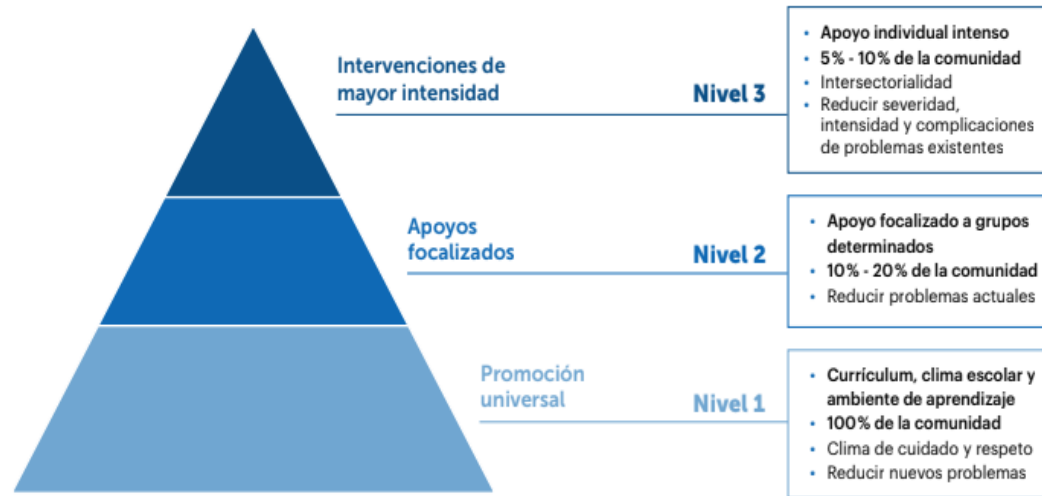 Intervenciones de
mayor intensidad
Nivel 3
• Apoyo individual intenso
• 5% - 10% de la comunidad
• Intersectorialidad
• Reducir severidad,
intensidad y complicaciones
de problemas existentes
Apoyos
focalizados
Nivel 2
• Apoyo focalizado a grupos
determinados
• 10% - 20% de la comunidad
• Reducir problemas actuales
Promoción
universal
Nivel 1
• Currículum, clima escolar y
ambiente de aprendizaje
• 100% de la comunidad
• Clima de cuidado y respeto
• Reducir nuevos problemas